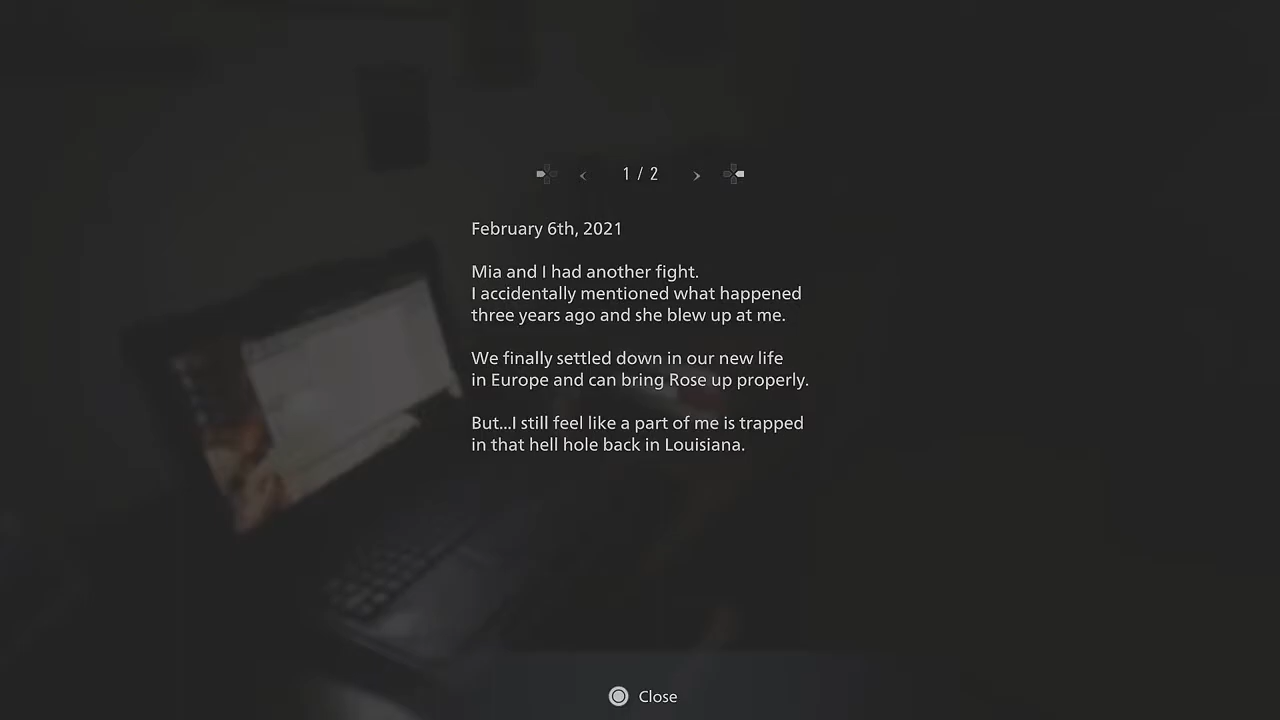 1 / 2
February 6th, 2021
Mia and I had another fight.
I accidentally mentioned what happened
three years ago and she blew up at me.
We finally settled down in our new life
in Europe and can bring Rose up properly.
But...I still feel like a part of me is trapped
in that hell hole back in Louisiana.
Close